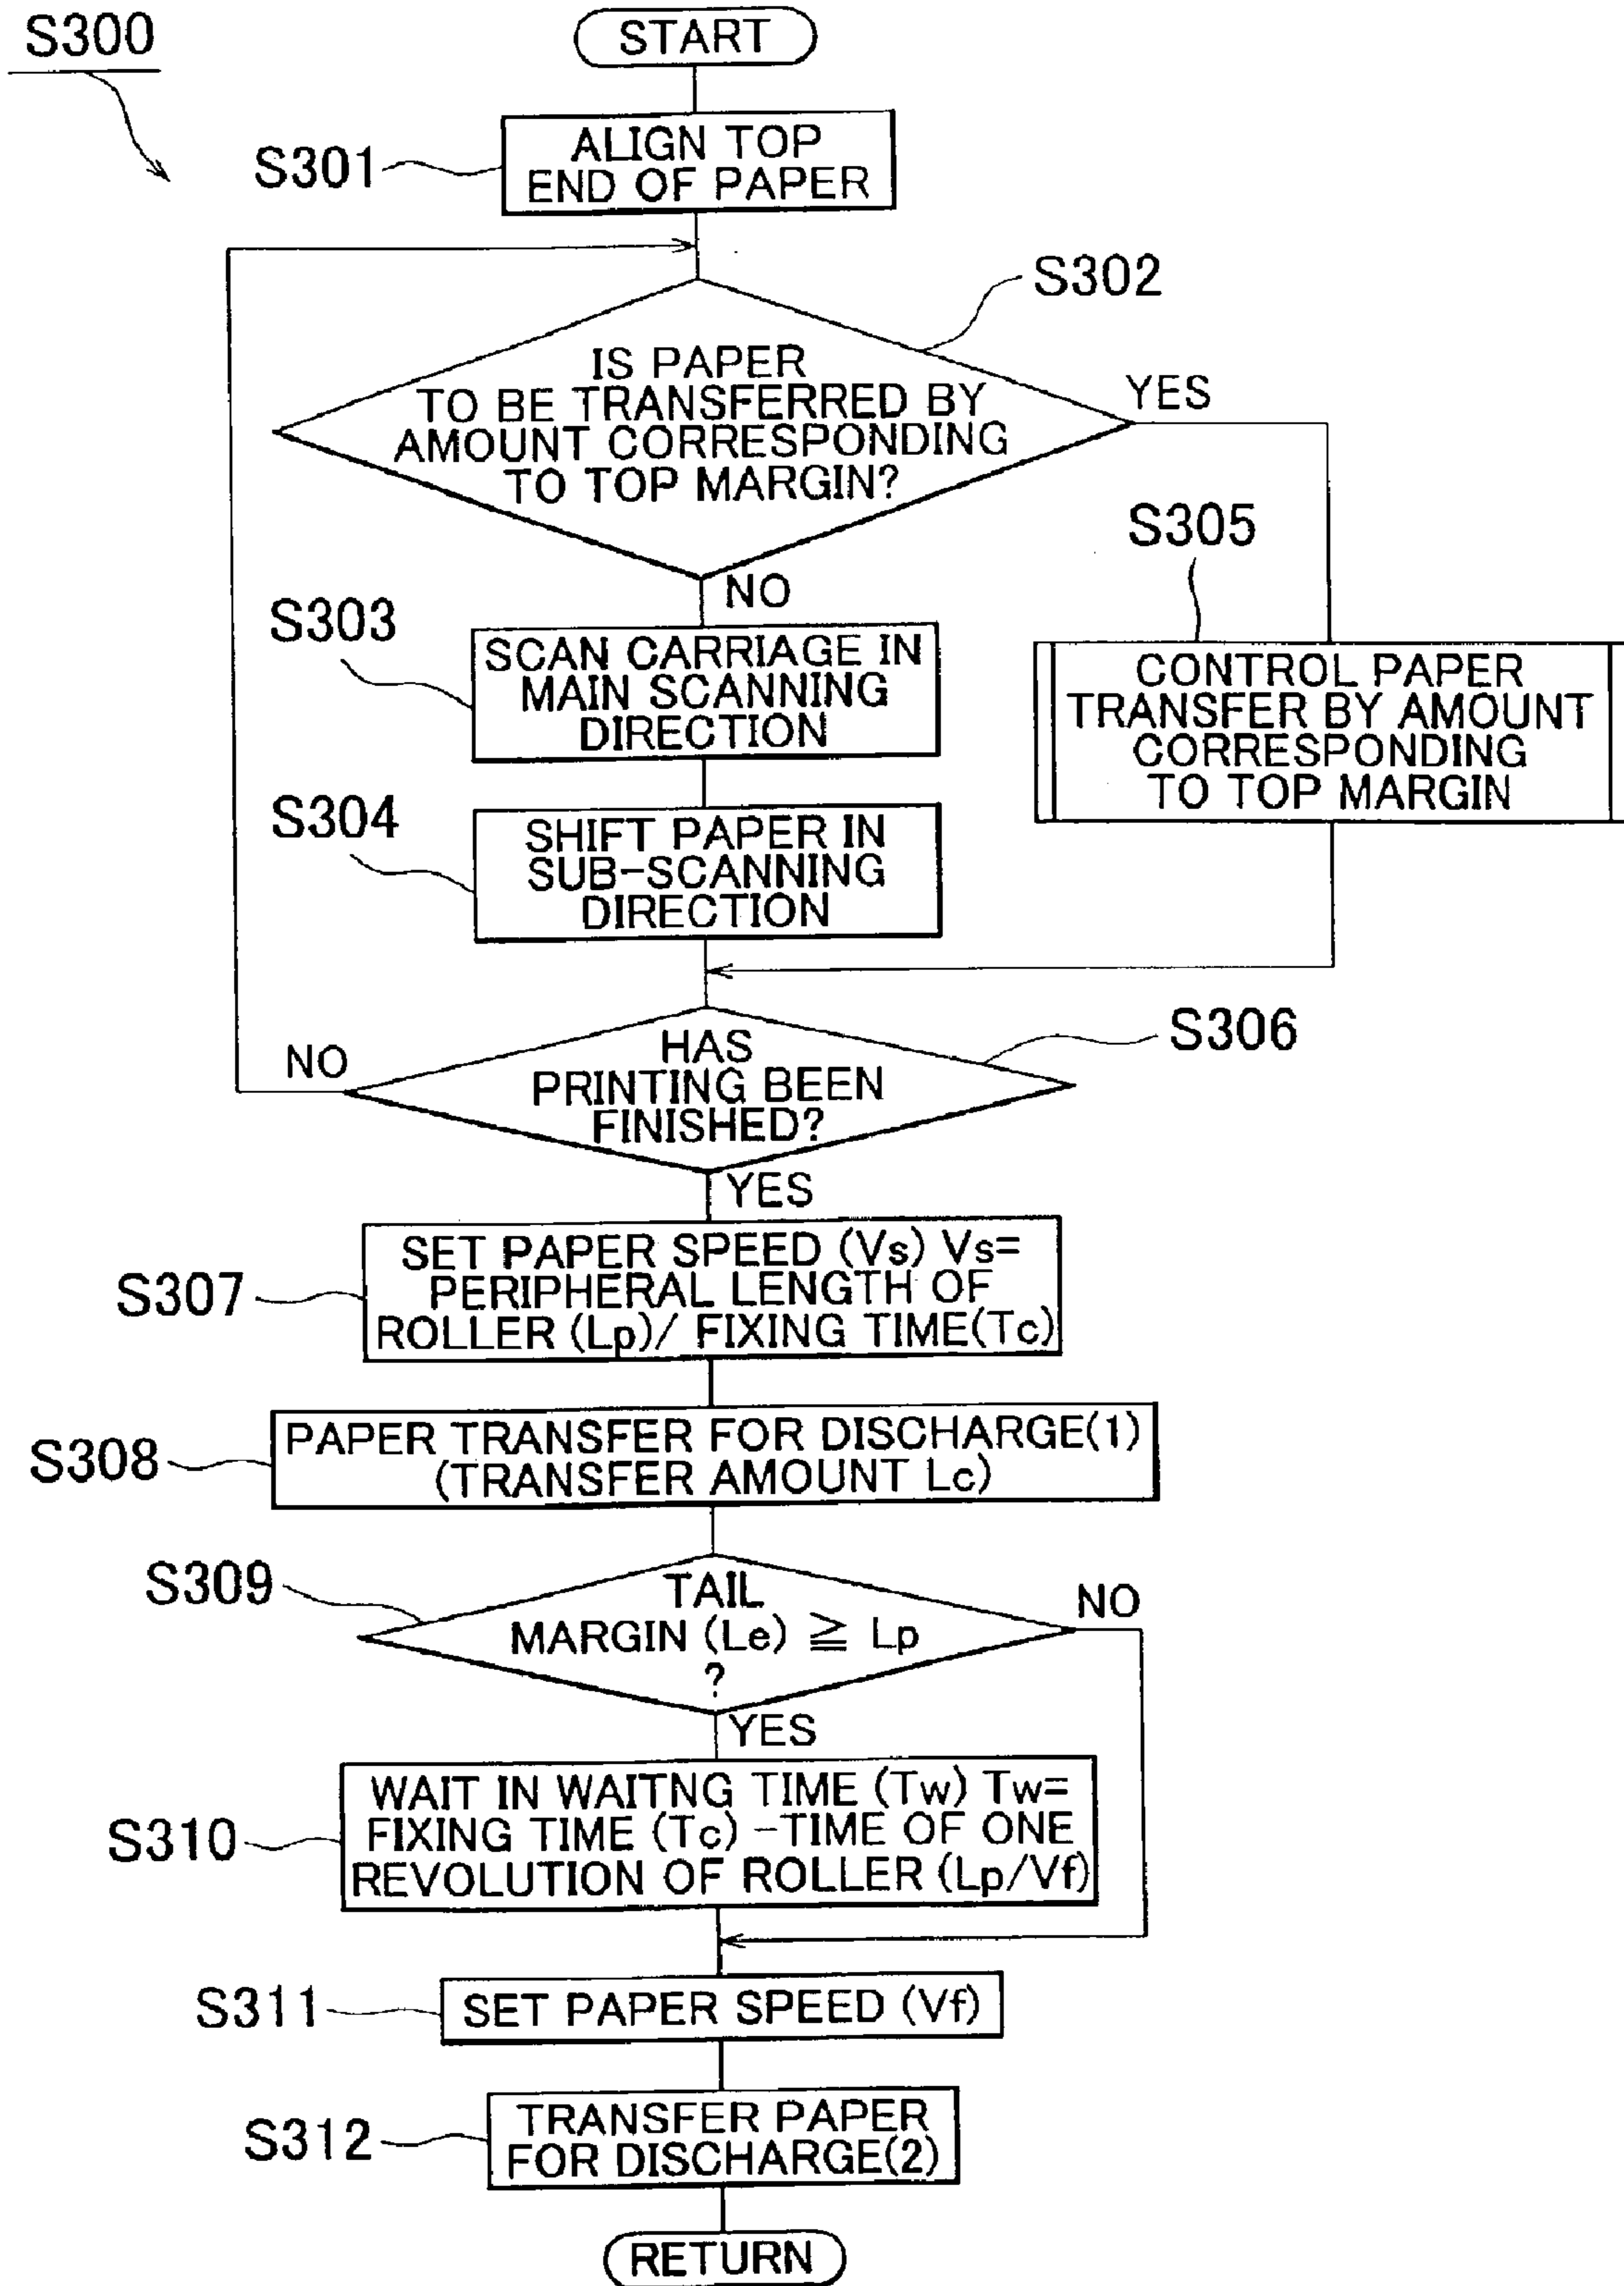 S300
START
S301
ALIGN TOP
END OF PAPER
S302
IS PAPER
TO BE TRANSFERRED BY
AMOUNT CORRESPONDING
TO TOP MARGIN?
YES
NO
S303
SCAN CARRIAGE IN
MAIN SCANNING
DIRECTION
S305
CONTROL PAPER
TRANSFER BY AMOUNT
CORRESPONDING
TO TOP MARGIN
S304
SHIFT PAPER IN
SUB-SCANNING
DIRECTION
S306
HAS
PRINTING BEEN
FINISHED?
NO
YES
S307
SET PAPER SPEED (Vs) Vs=
PERIPHERAL LENGTH OF
ROLLER (Lp)/ FIXING TIME(Tc)
S308
PAPER TRANSFER FOR DISCHARGE(1)
(TRANSFER AMOUNT Lc)
S309
TAIL
MARGIN (Le) ≧ Lp
?
NO
YES
S310
WAIT IN WAITNG TIME (Tw) Tw=
FIXING TIME (Tc) -TIME OF ONE
REVOLUTION OF ROLLER (Lp/Vf)
S311
SET PAPER SPEED (Vf)
S312
TRANSFER PAPER
FOR DISCHARGE(2)
RETURN